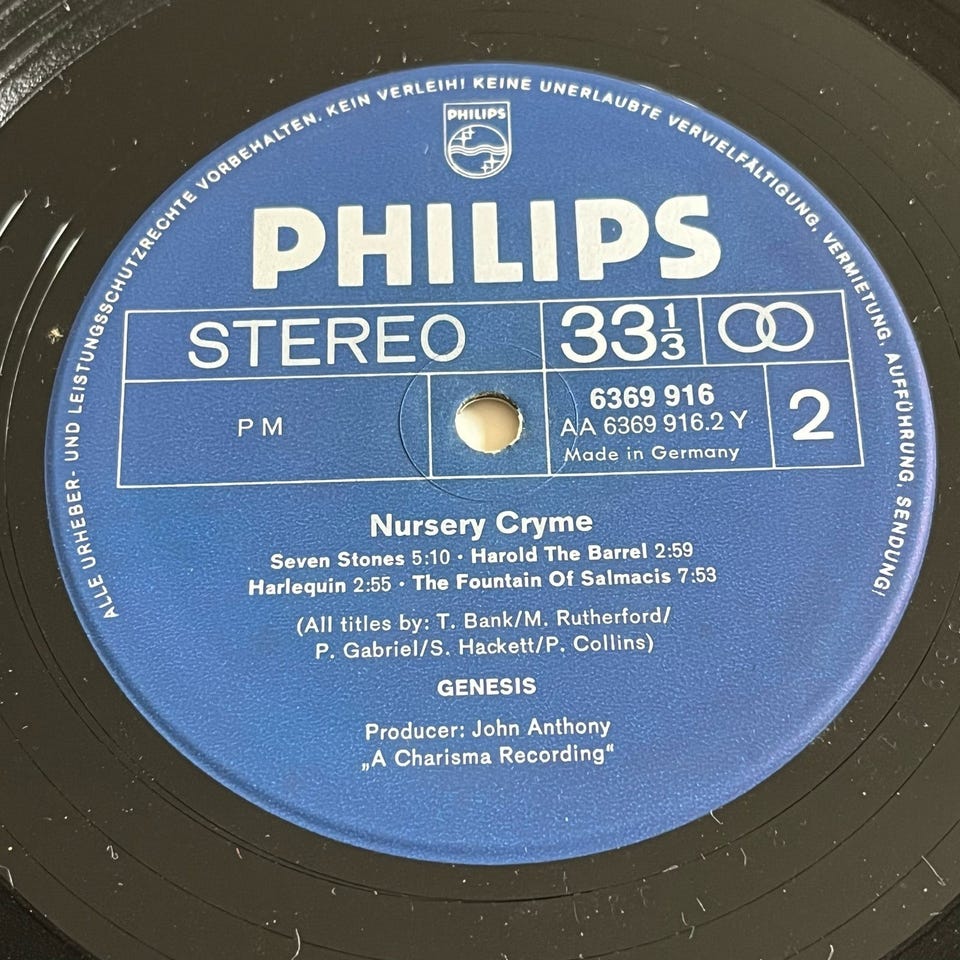 ALLE URHEBER- UND LEISTUNGSSCHUTZRECHTE VORBEHALTEN. KEIN VERLEIH! KEINE UNERLAUBTE VERVIELFÄLTIGUNG, VERMIETUNG, AUFFÜHRUNG, SENDUNG!
PHILIPS
PHILIPS
STEREO 33 1/3
PM 6369 916 2
AA 6369 916.2 Y
Made in Germany
Nursery Cryme
Seven Stones 5:10 · Harold The Barrel 2:59
Harlequin 2:55 · The Fountain Of Salmacis 7:53
(All titles by: T. Bank/M. Rutherford/
P. Gabriel/S. Hackett/P. Collins)
GENESIS
Producer: John Anthony
„A Charisma Recording“